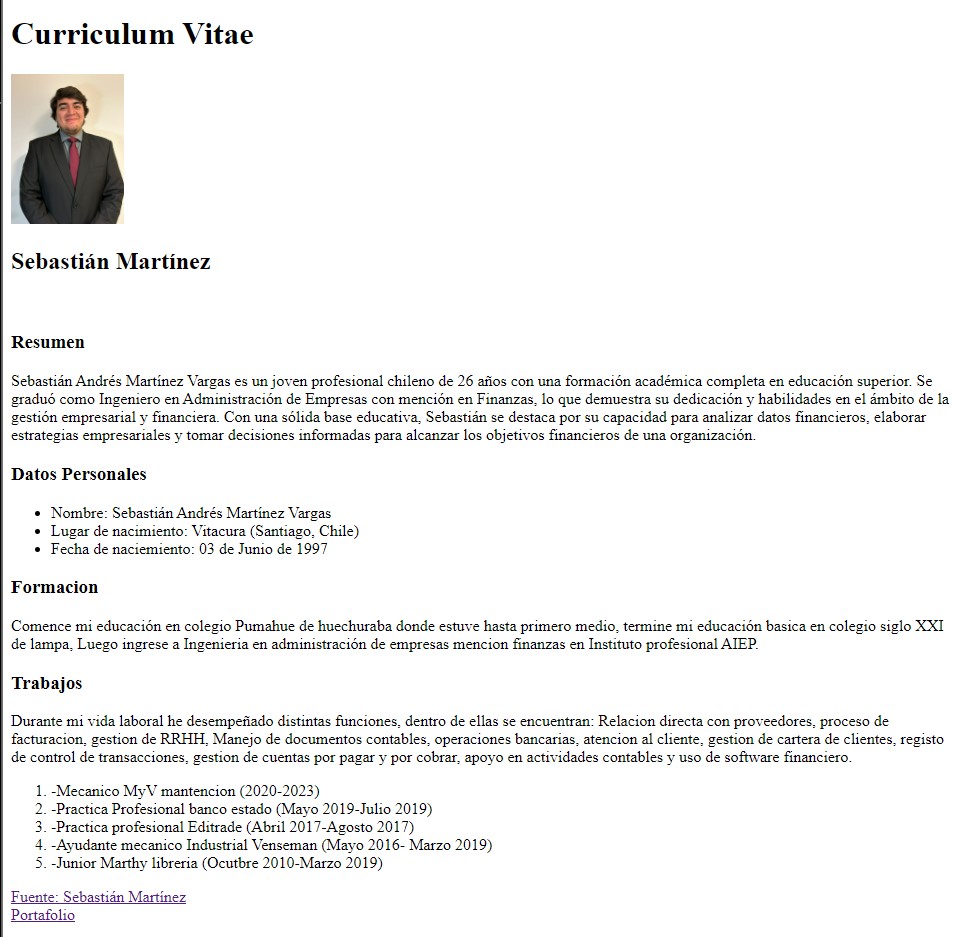 Curriculum Vitae
Sebastián Martínez
Resumen
Sebastián Andrés Martínez Vargas es un joven profesional chileno de 26 años con una formación académica completa en educación superior. Se
graduó como Ingeniero en Administración de Empresas con mención en Finanzas, lo que demuestra su dedicación y habilidades en el ámbito de la
gestión empresarial y financiera. Con una sólida base educativa, Sebastián se destaca por su capacidad para analizar datos financieros, elaborar
estrategias empresariales y tomar decisiones informadas para alcanzar los objetivos financieros de una organización.
Datos Personales
• Nombre: Sebastián Andrés Martínez Vargas
• Lugar de nacimiento: Vitacura (Santiago, Chile)
• Fecha de naciemiento: 03 de Junio de 1997
Formacion
Comence mi educación en colegio Pumahue de huechuraba donde estuve hasta primero medio, termine mi educación basica en colegio siglo XXI
de lampa, Luego ingrese a Ingenieria en administración de empresas mencion finanzas en Instituto profesional AIEP.
Trabajos
Durante mi vida laboral he desempeñado distintas funciones, dentro de ellas se encuentran: Relacion directa con proveedores, proceso de
facturacion, gestion de RRHH, Manejo de documentos contables, operaciones bancarias, atencion al cliente, gestion de cartera de clientes, registo
de control de transacciones, gestion de cuentas por pagar y por cobrar, apoyo en actividades contables y uso de software financiero.
1. -Mecanico MyV mantencion (2020-2023)
2. -Practica Profesional banco estado (Mayo 2019-Julio 2019)
3. -Practica profesional Editrade (Abril 2017-Agosto 2017)
4. -Ayudante mecanico Industrial Venseman (Mayo 2016- Marzo 2019)
5. -Junior Marthy libreria (Ocutbre 2010-Marzo 2019)
Fuente: Sebastián Martínez
Portafolio